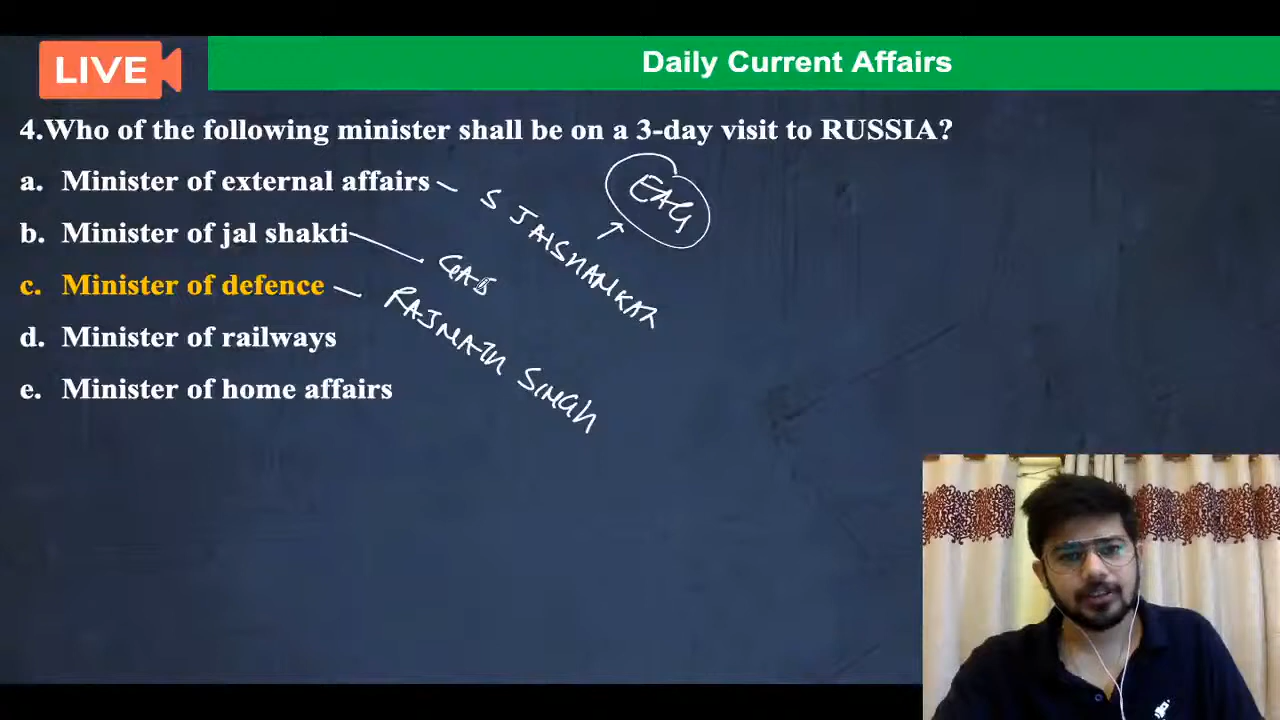 LIVE
Daily Current Affairs
4.Who of the following minister shall be on a 3-day visit to RUSSIA?
a. Minister of external affairs
S JAISHANKAR
EAG
b. Minister of jal shakti
GAS
c. Minister of defence
RAJNATH SINGH
d. Minister of railways
e. Minister of home affairs